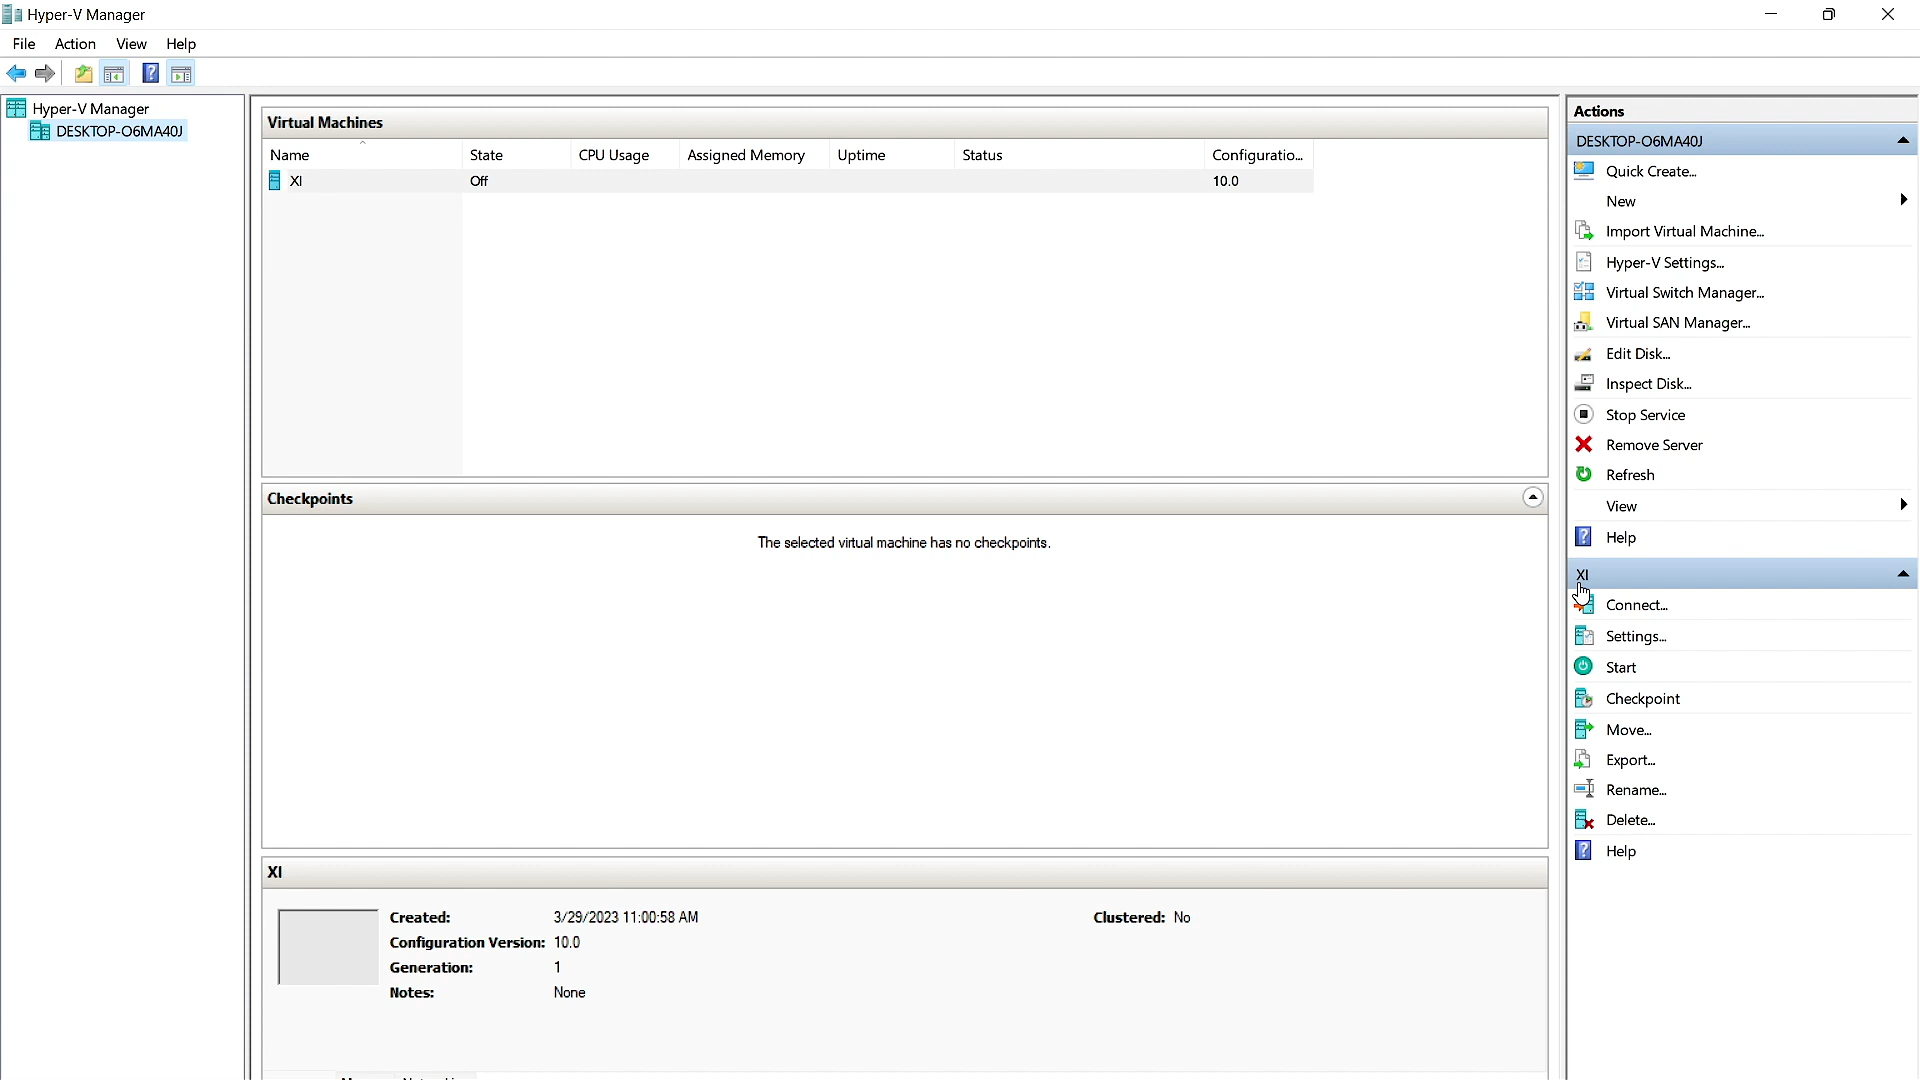 Hyper-V Manager
File Action View Help
Hyper-V Manager
DESKTOP-O6MA40J
Virtual Machines
Name State CPU Usage Assigned Memory Uptime Status Configuratio...
XI Off 10.0
Checkpoints
The selected virtual machine has no checkpoints.
XI
Created: 3/29/2023 11:00:58 AM Clustered: No
Configuration Version: 10.0
Generation: 1
Notes: None
Actions
DESKTOP-O6MA40J
Quick Create...
New
Import Virtual Machine...
Hyper-V Settings...
Virtual Switch Manager...
Virtual SAN Manager...
Edit Disk...
Inspect Disk...
Stop Service
Remove Server
Refresh
View
Help
XI
Connect...
Settings...
Start
Checkpoint
Move...
Export...
Rename...
Delete...
Help